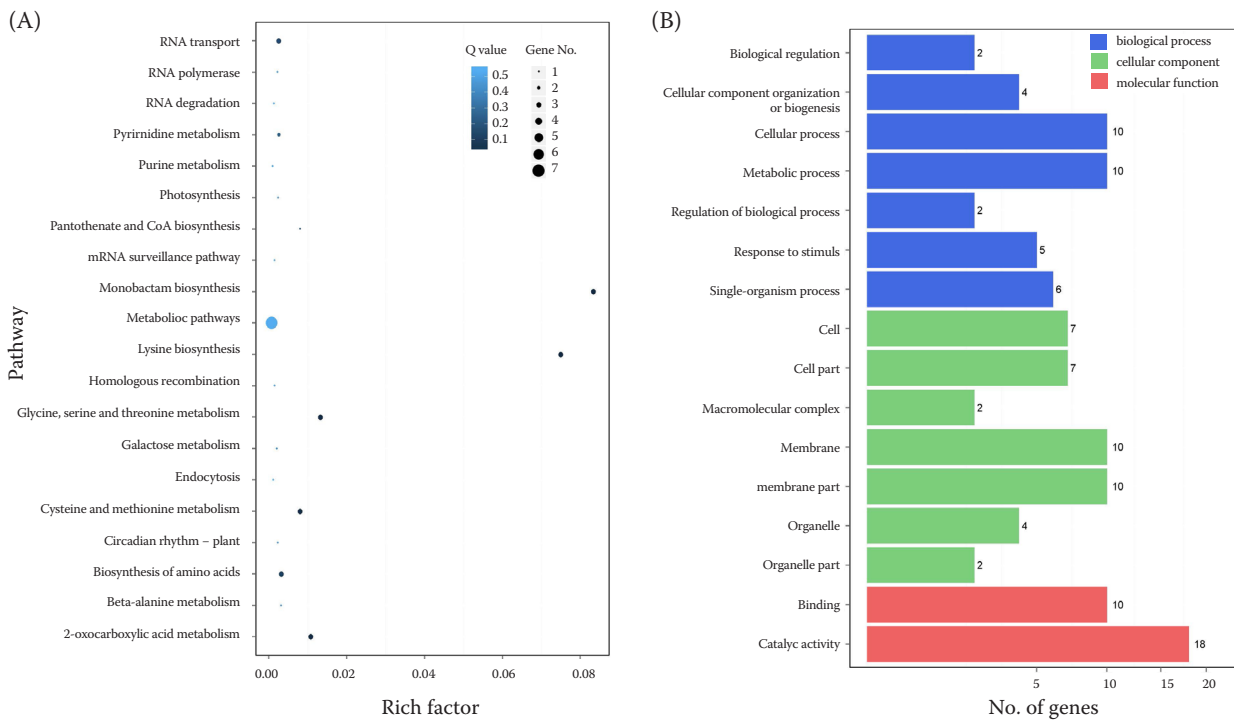 (A)
Pathway
RNA transport
RNA polymerase
RNA degradation
Pyrirnidine metabolism
Purine metabolism
Photosynthesis
Pantothenate and CoA biosynthesis
mRNA surveillance pathway
Monobactam biosynthesis
Metabolioc pathways
Lysine biosynthesis
Homologous recombination
Glycine, serine and threonine metabolism
Galactose metabolism
Endocytosis
Cysteine and methionine metabolism
Circadian rhythm – plant
Biosynthesis of amino acids
Beta-alanine metabolism
2-oxocarboxylic acid metabolism
Q value
0.5
0.4
0.3
0.2
0.1
Gene No.
1
2
3
4
5
6
7
0.00 0.02 0.04 0.06 0.08
Rich factor
(B)
biological process
cellular component
molecular function
Biological regulation 2
Cellular component organization
or biogenesis 4
Cellular process 10
Metabolic process 10
Regulation of biological process 2
Response to stimuls 5
Single-organism process 6
Cell 7
Cell part 7
Macromolecular complex 2
Membrane 10
membrane part 10
Organelle 4
Organelle part 2
Binding 10
Catalyc activity 18
5 10 15 20
No. of genes